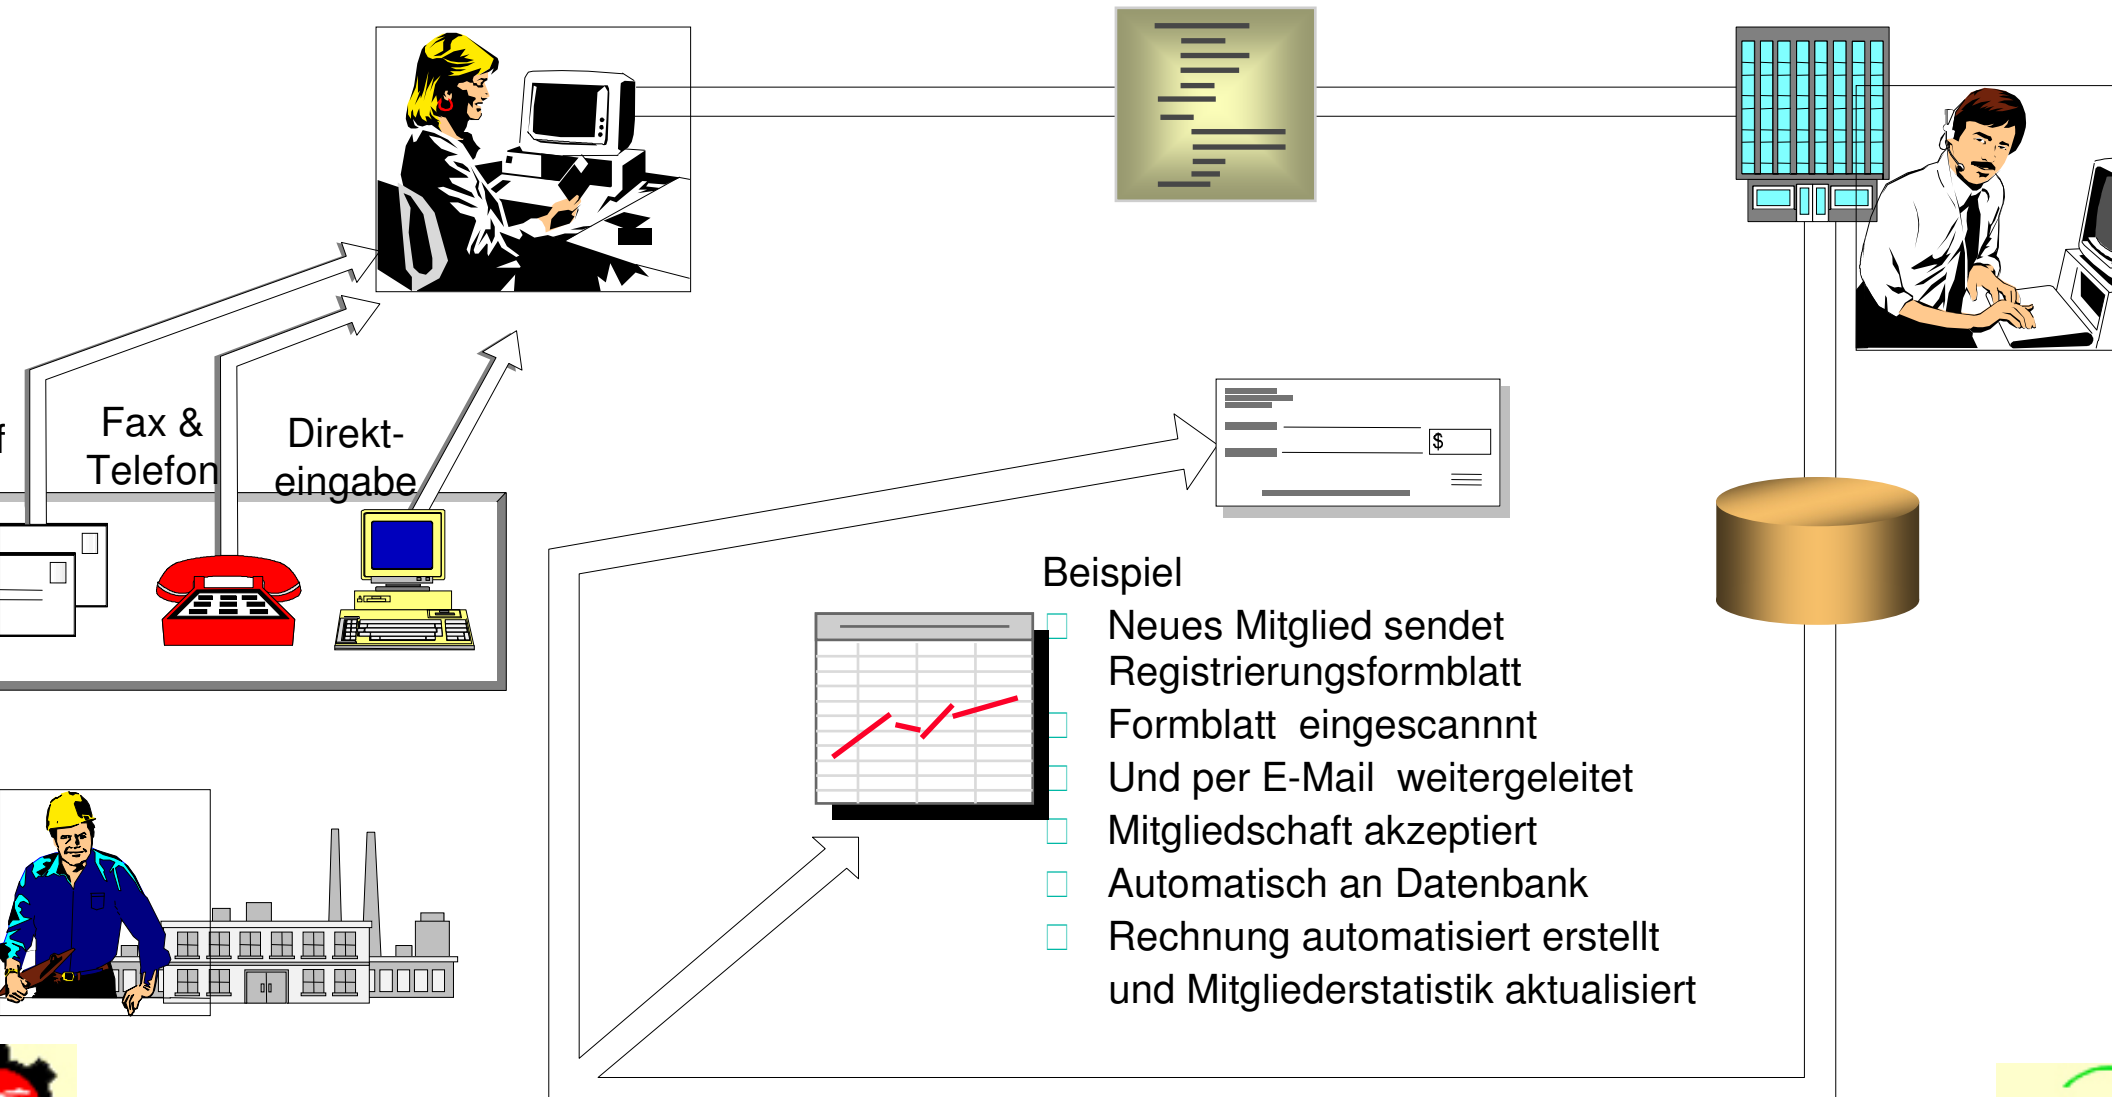 Fax &
Telefon
Direkt-
eingabe
$
Beispiel
Neues Mitglied sendet
Registrierungsformblatt
Formblatt  eingescannnt
Und per E-Mail  weitergeleitet
Mitgliedschaft akzeptiert
Automatisch an Datenbank
Rechnung automatisiert erstellt
und Mitgliederstatistik aktualisiert